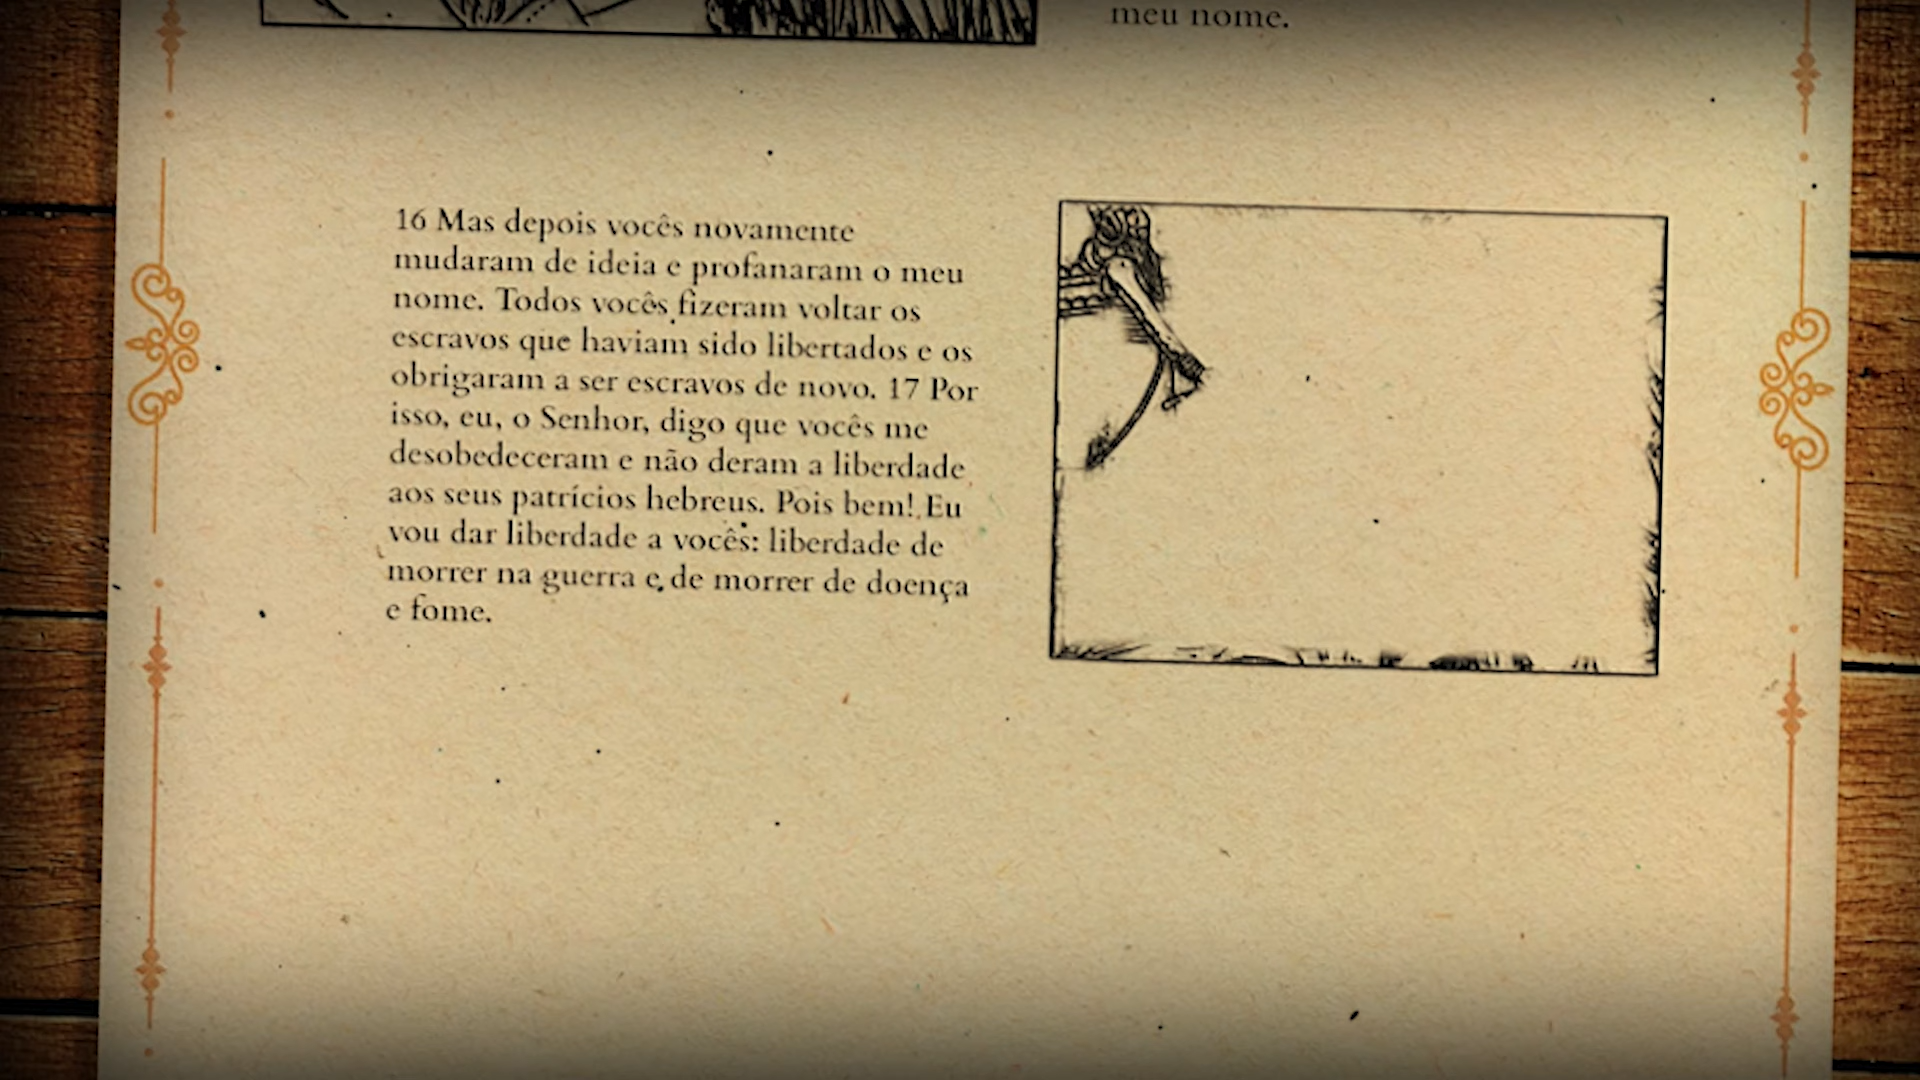 meu nome.
16 Mas depois vocês novamente
mudaram de ideia e profanaram o meu
nome. Todos vocês fizeram voltar os
escravos que haviam sido libertados e os
obrigaram a ser escravos de novo. 17 Por
isso, eu, o Senhor, digo que vocês me
desobedeceram e não deram a liberdade
aos seus patrícios hebreus. Pois bem! Eu
vou dar liberdade a vocês: liberdade de
morrer na guerra e de morrer de doença
e fome.